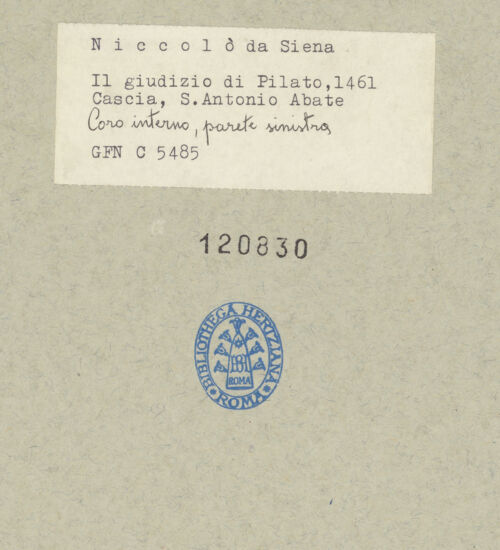 N i c c o l ò da Siena
Il giudizio di Pilato,1461
Cascia, S.Antonio Abate
Coro interno, parete sinistra
GFN C 5485
120830
BIBLIOTHECA HERTZIANA
BH
ROMA
ROMA